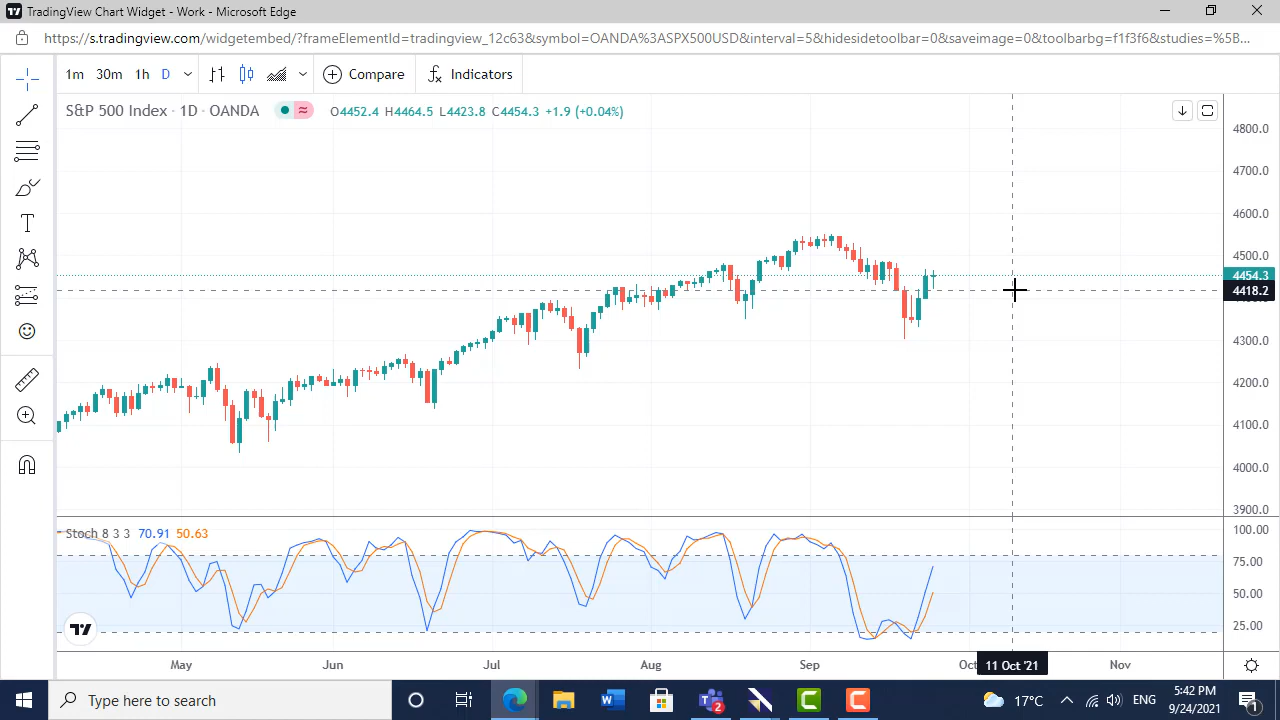 TradingView Chart Widget - Work - Microsoft Edge
https://s.tradingview.com/widgetembed/?frameElementId=tradingview_12c63&symbol=OANDA%3ASPX500USD&interval=5&hidesidetoolbar=0&saveimage=0&toolbarbg=f1f3f6&studies=%5B...
1m 30m 1h D Compare Indicators
S&P 500 Index · 1D · OANDA O4452.4 H4464.5 L4423.8 C4454.3 +1.9 (+0.04%)
4800.0
4700.0
4600.0
4500.0
4454.3
4418.2
4300.0
4200.0
4100.0
4000.0
3900.0
Stoch 8 3 3 70.91 50.63
100.00
75.00
50.00
25.00
May Jun Jul Aug Sep Oct 11 Oct '21 Nov
Type here to search
2
17°C
ENG
5:42 PM
9/24/2021
1